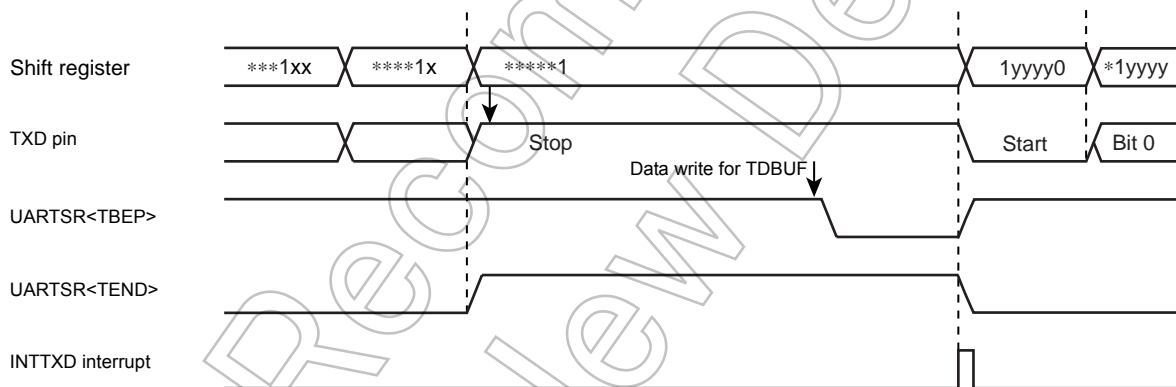 Shift register ***1xx ****1x *****1 1yyyy0 *1yyyy
TXD pin Stop Start Bit 0
Data write for TDBUF
UARTSR<TBEP>
UARTSR<TEND>
INTTXD interrupt